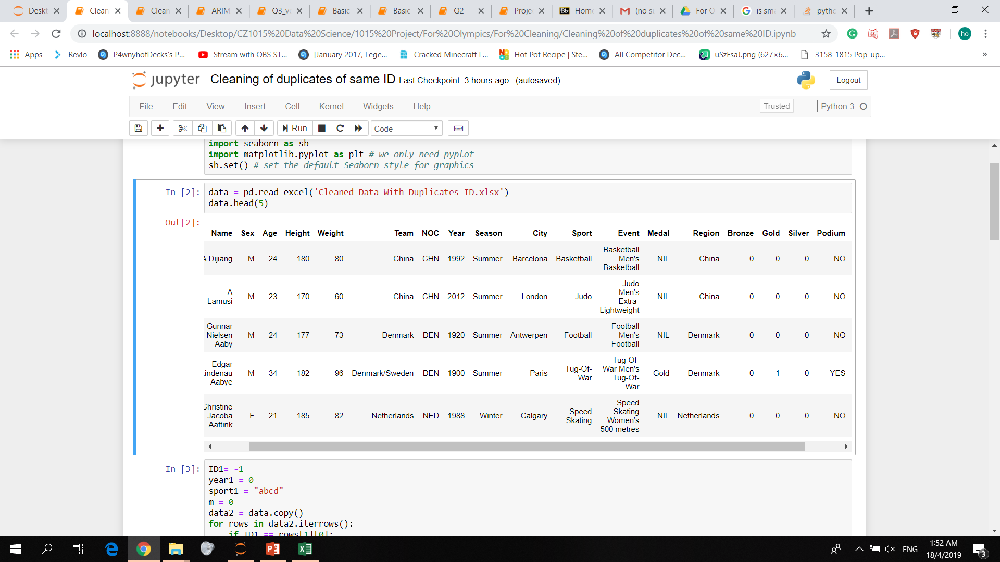 Deskt
Clean
Clean
ARIM
Q3_v
Basic
Basic
Q2
Proje
Bb Home
(no su
For O
is sm
pytho
localhost:8888/notebooks/Desktop/CZ1015%20Data%20Science/1015%20Project/For%20Olympics/For%20Cleaning/Cleaning%20of%20duplicates%20of%20same%20ID.ipynb
ho
Apps
Revlo
P4wnyhofDecks's P...
Stream with OBS ST...
[January 2017, Lege...
Cracked Minecraft L...
Hot Pot Recipe | Ste...
All Competitor Dec...
uSzFsaJ.png (627×6...
3158-1815 Pop-up...
»
jupyter Cleaning of duplicates of same ID Last Checkpoint: 3 hours ago (autosaved)
Logout
File Edit View Insert Cell Kernel Widgets Help
Trusted
Python 3
Run
Code
import seaborn as sb
import matplotlib.pyplot as plt # we only need pyplot
sb.set() # set the default Seaborn style for graphics
In [2]: data = pd.read_excel('Cleaned_Data_With_Duplicates_ID.xlsx')
data.head(5)
Out[2]:
Name Sex Age Height Weight Team NOC Year Season City Sport Event Medal Region Bronze Gold Silver Podium
A Dijiang M 24 180 80 China CHN 1992 Summer Barcelona Basketball Basketball Men's Basketball NIL China 0 0 0 NO
A Lamusi M 23 170 60 China CHN 2012 Summer London Judo Judo Men's Extra-Lightweight NIL China 0 0 0 NO
Gunnar Nielsen Aaby M 24 177 73 Denmark DEN 1920 Summer Antwerpen Football Football Men's Football NIL Denmark 0 0 0 NO
Edgar indenau Aabye M 34 182 96 Denmark/Sweden DEN 1900 Summer Paris Tug-Of-War Tug-Of-War Men's Tug-Of-War Gold Denmark 0 1 0 YES
Christine Jacoba Aaftink F 21 185 82 Netherlands NED 1988 Winter Calgary Speed Skating Speed Skating Women's 500 metres NIL Netherlands 0 0 0 NO
In [3]: ID1= -1
year1 = 0
sport1 = "abcd"
m = 0
data2 = data.copy()
for rows in data2.iterrows():
if ID1 == rows[1][0]:
ENG
1:52 AM
18/4/2019
3